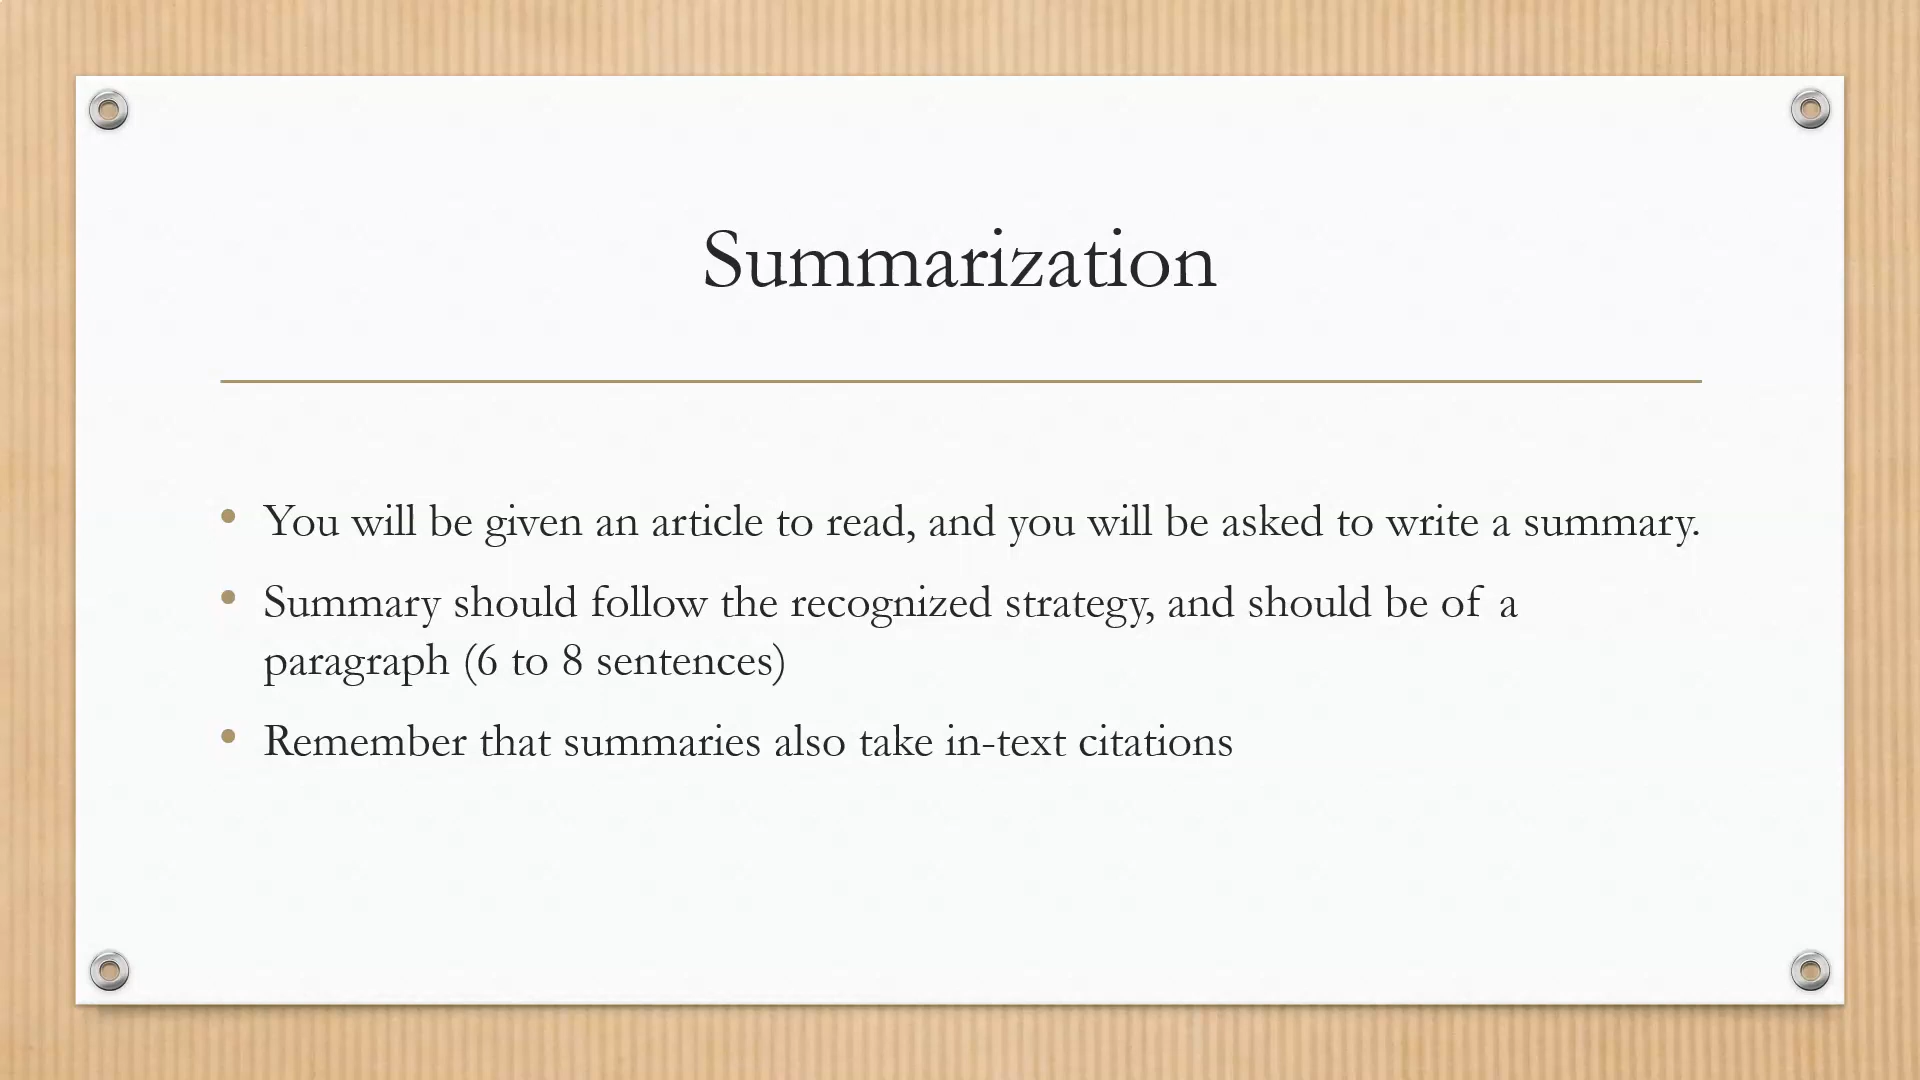 Summarization
• You will be given an article to read, and you will be asked to write a summary.
• Summary should follow the recognized strategy, and should be of a
paragraph (6 to 8 sentences)
• Remember that summaries also take in-text citations